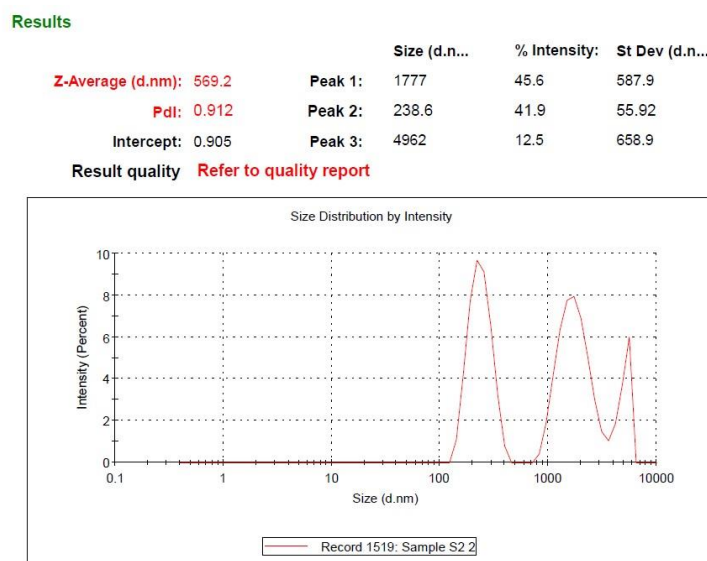 Results
Size (d.n... % Intensity: St Dev (d.n...
Z-Average (d.nm): 569.2 Peak 1: 1777 45.6 587.9
PdI: 0.912 Peak 2: 238.6 41.9 55.92
Intercept: 0.905 Peak 3: 4962 12.5 658.9
Result quality Refer to quality report
Size Distribution by Intensity
Intensity (Percent)
10
8
6
4
2
0
0.1 1 10 100 1000 10000
Size (d.nm)
Record 1519: Sample S2 2